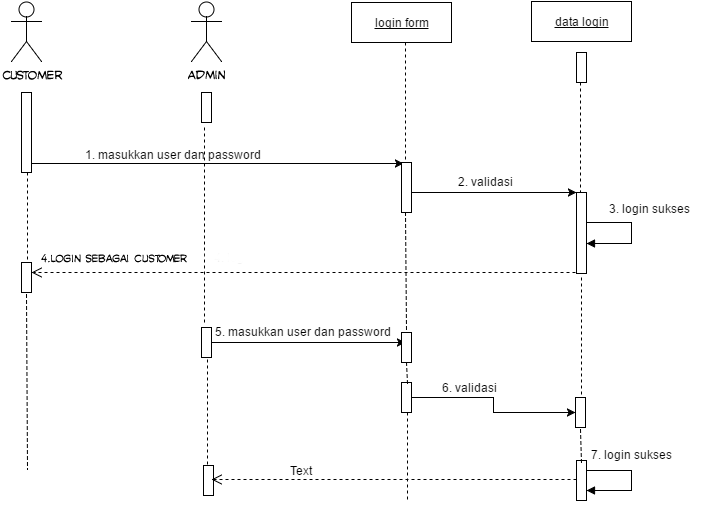 login form
data login
CUSTOMER
ADMIN
1. masukkan user dan password
2. validasi
3. login sukses
4.LOGIN SEBAGAI CUSTOMER
5. masukkan user dan password
6. validasi
7. login sukses
Text